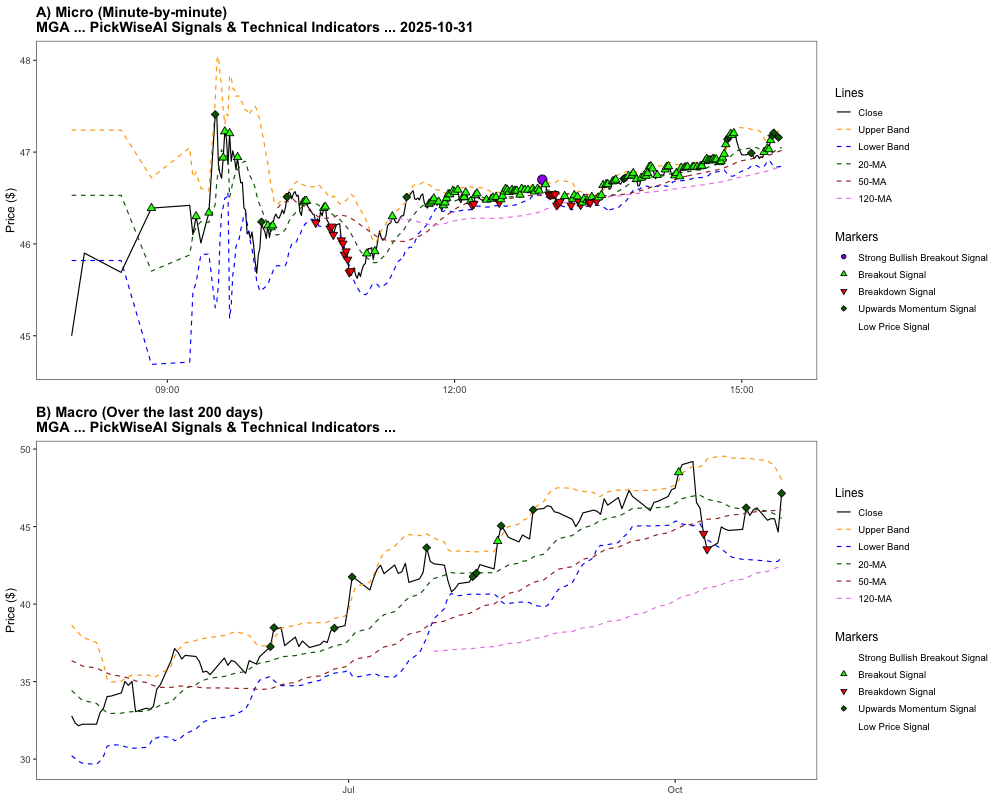 A) Micro (Minute-by-minute)
MGA ... PickWiseAI Signals & Technical Indicators ... 2025-10-31
48
47
46
45
Price ($)
09:00
12:00
15:00
Lines
Close
Upper Band
Lower Band
20-MA
50-MA
120-MA
Markers
Strong Bullish Breakout Signal
Breakout Signal
Breakdown Signal
Upwards Momentum Signal
Low Price Signal
B) Macro (Over the last 200 days)
MGA ... PickWiseAI Signals & Technical Indicators ...
50
45
40
35
30
Price ($)
Jul
Oct
Lines
Close
Upper Band
Lower Band
20-MA
50-MA
120-MA
Markers
Strong Bullish Breakout Signal
Breakout Signal
Breakdown Signal
Upwards Momentum Signal
Low Price Signal